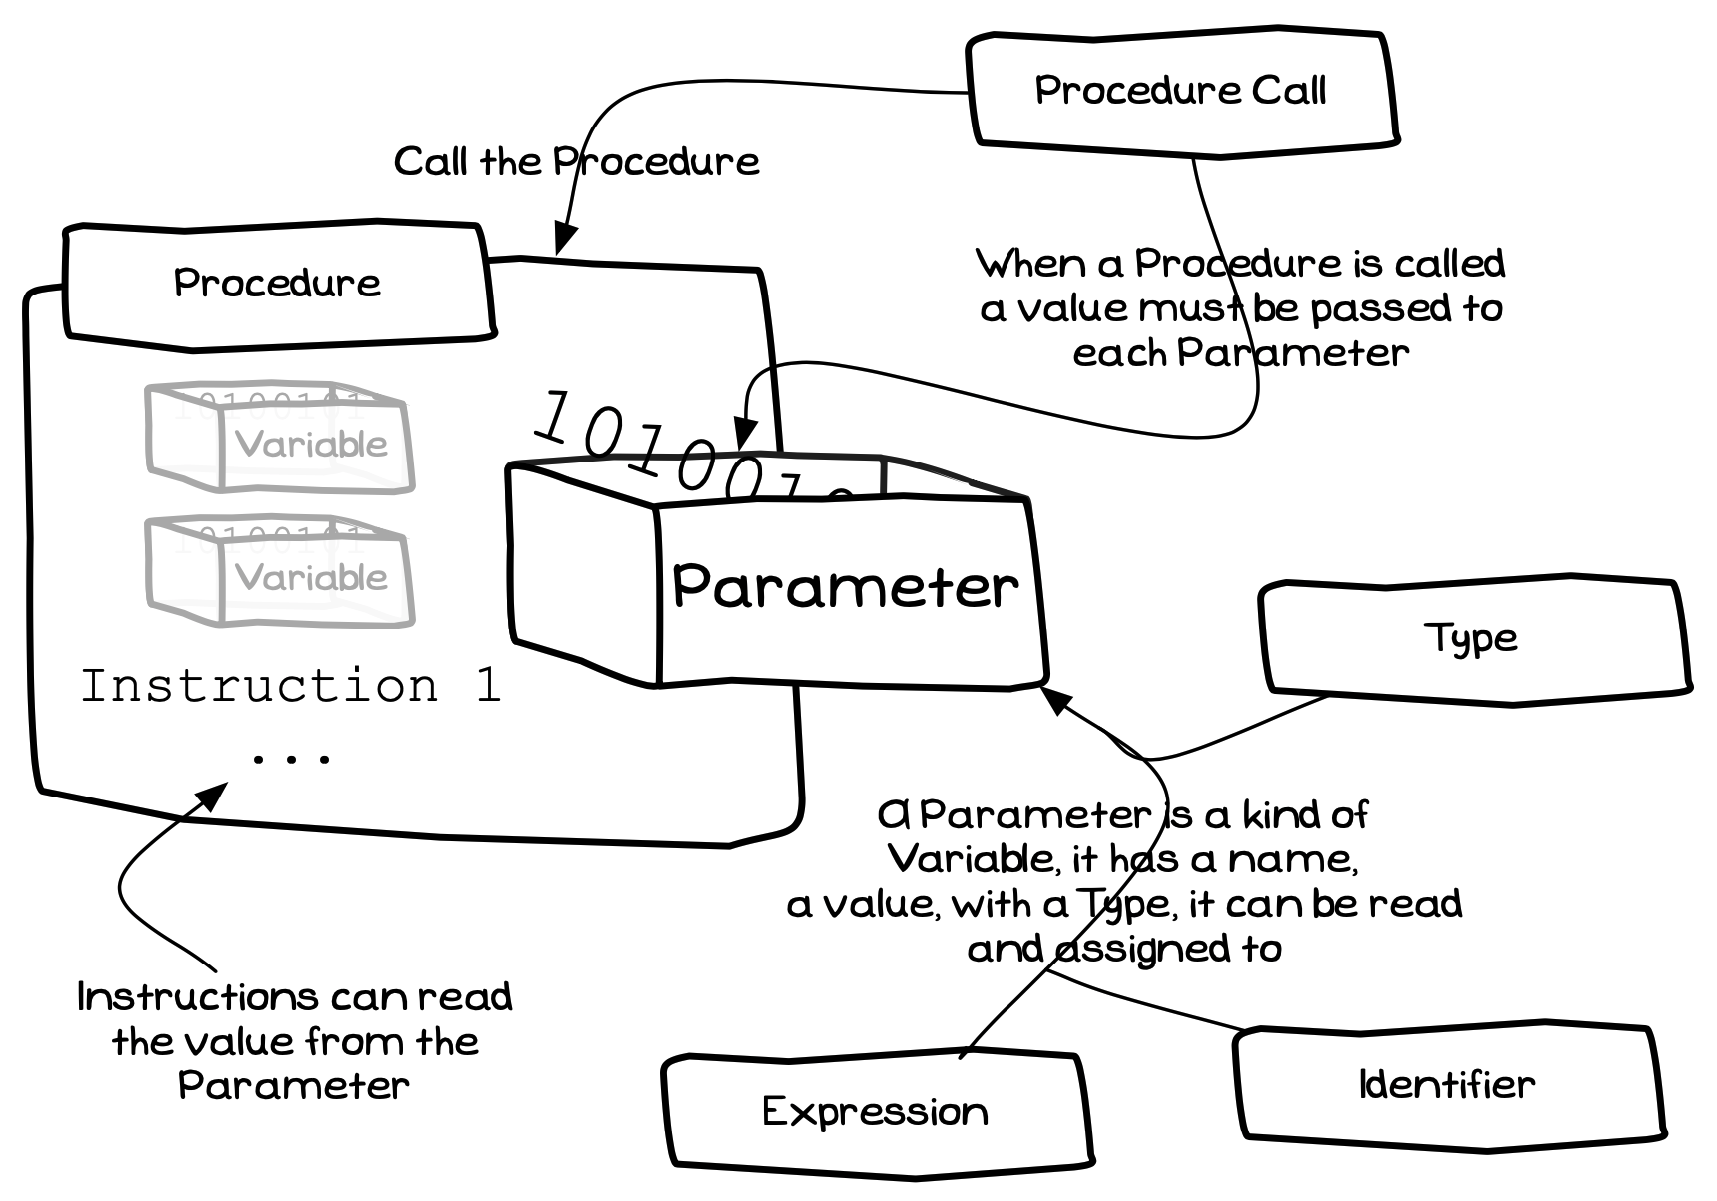 Procedure Call
Call the Procedure
When a Procedure is called
a value must be passed to
each Parameter
Procedure
10100101
Variable
10100101
Variable
Instruction 1
...
1010010
Parameter
Type
A Parameter is a kind of
Variable, it has a name,
a value, with a Type, it can be read
and assigned to
Instructions can read
the value from the
Parameter
Expression
Identifier